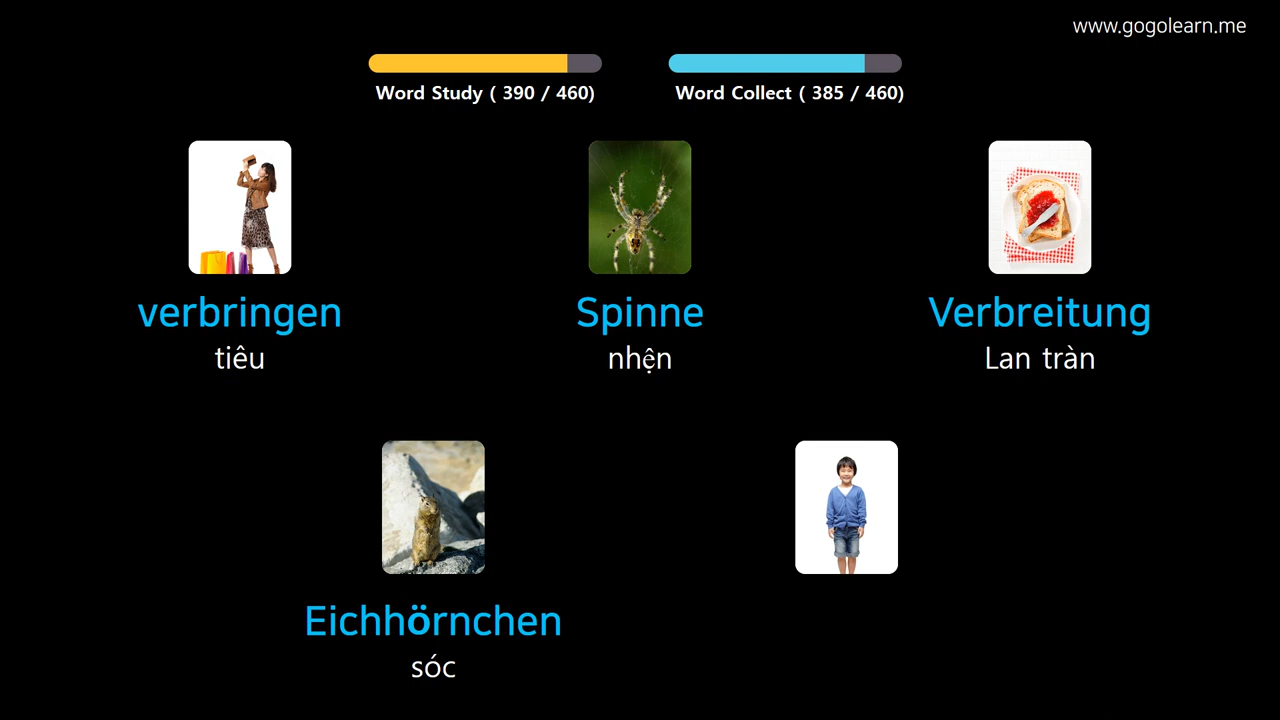 www.gogolearn.me
Word Study ( 390 / 460)
Word Collect ( 385 / 460)
verbringen
tiêu
Spinne
nhện
Verbreitung
Lan tràn
Eichhörnchen
sóc